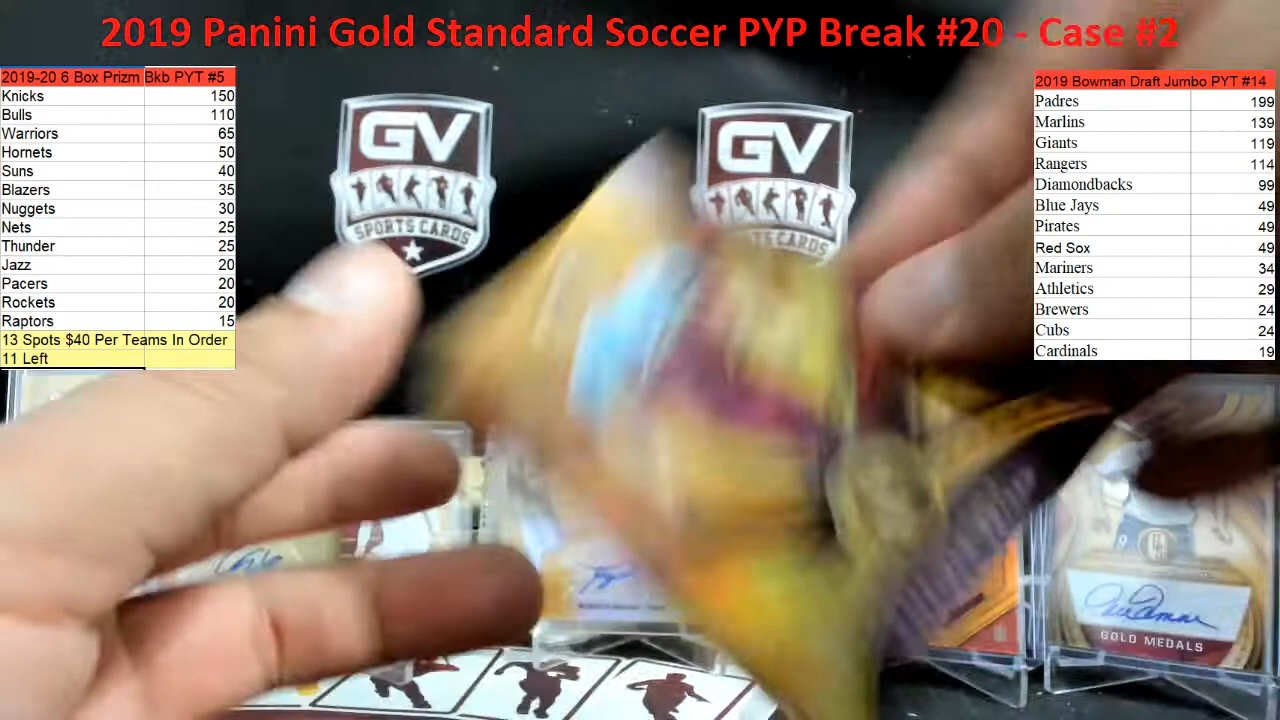 2019 Panini Gold Standard Soccer PYP Break #20 - Case #2
2019-20 6 Box Prizm Bkb PYT #5
Knicks 150
Bulls 110
Warriors 65
Hornets 50
Suns 40
Blazers 35
Nuggets 30
Nets 25
Thunder 25
Jazz 20
Pacers 20
Rockets 20
Raptors 15
13 Spots $40 Per Teams In Order
11 Left
2019 Bowman Draft Jumbo PYT #14
Padres 199
Marlins 139
Giants 119
Rangers 114
Diamondbacks 99
Blue Jays 49
Pirates 49
Red Sox 49
Mariners 34
Athletics 29
Brewers 24
Cubs 24
Cardinals 19
GV
SPORTS CARDS
GV
CARDS
GOLD MEDALS